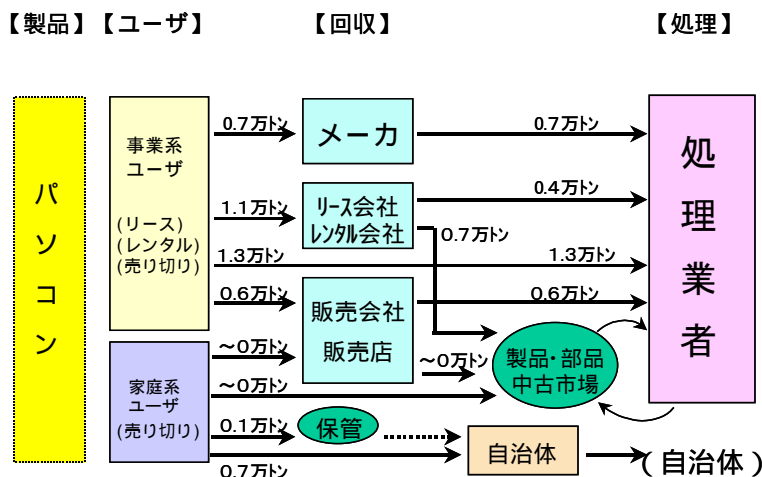 【製品】【ユーザ】 【回収】 【処理】
パソコン
事業系
ユーザ
(リース)
(レンタル)
(売り切り)
家庭系
ユーザ
(売り切り)
0.7万トン
メーカ
0.7万トン
1.1万トン
リース会社
レンタル会社
0.4万トン
0.7万トン
1.3万トン
1.3万トン
0.6万トン
販売会社
販売店
0.6万トン
～0万トン
～0万トン
～0万トン
製品・部品
中古市場
0.1万トン
保管
0.7万トン
自治体
処理業者
(自治体)